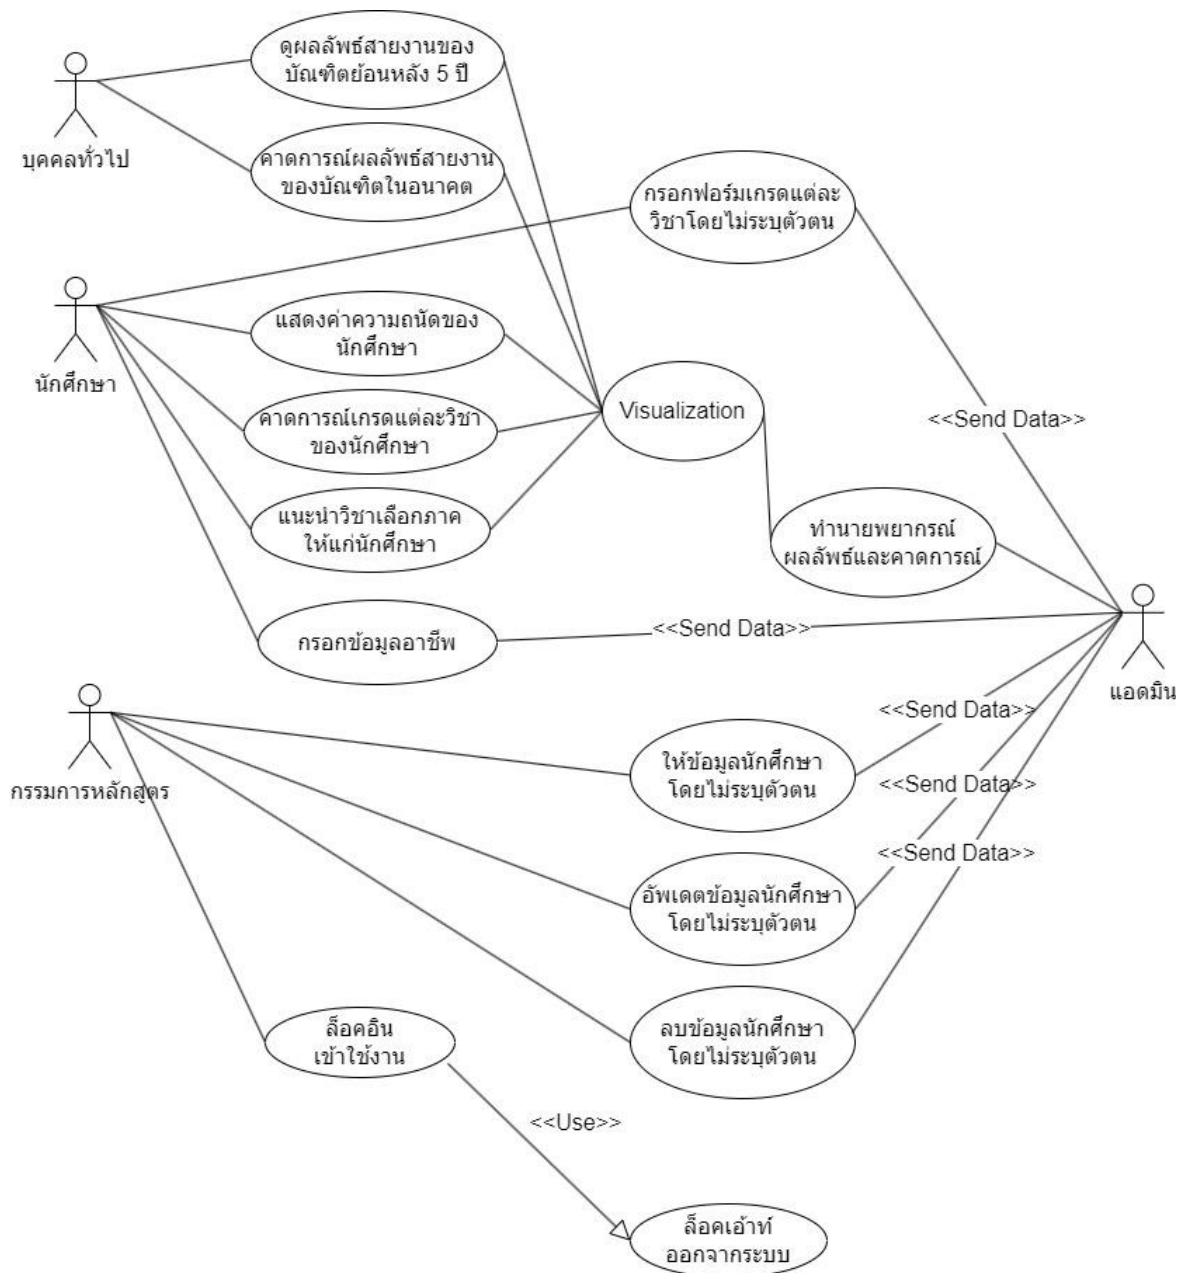 ดูผลลัพธ์สายงานของ
บัณฑิตย้อนหลัง 5 ปี
บุคคลทั่วไป
คาดการณ์ผลลัพธ์สายงาน
ของบัณฑิตในอนาคต
กรอกฟอร์มเกรดแต่ละ
วิชาโดยไม่ระบุตัวตน
แสดงค่าความถนัดของ
นักศึกษา
นักศึกษา
คาดการณ์เกรดแต่ละวิชา
ของนักศึกษา
Visualization
<<Send Data>>
แนะนำวิชาเลือกภาค
ให้แก่นักศึกษา
ทำนายพยากรณ์
ผลลัพธ์และคาดการณ์
กรอกข้อมูลอาชีพ
<<Send Data>>
แอดมิน
<<Send Data>>
กรรมการหลักสูตร
ให้ข้อมูลนักศึกษา
โดยไม่ระบุตัวตน
<<Send Data>>
<<Send Data>>
อัพเดตข้อมูลนักศึกษา
โดยไม่ระบุตัวตน
ล็อคอิน
เข้าใช้งาน
ลบข้อมูลนักศึกษา
โดยไม่ระบุตัวตน
<<Use>>
ล็อคเอ้าท์
ออกจากระบบ